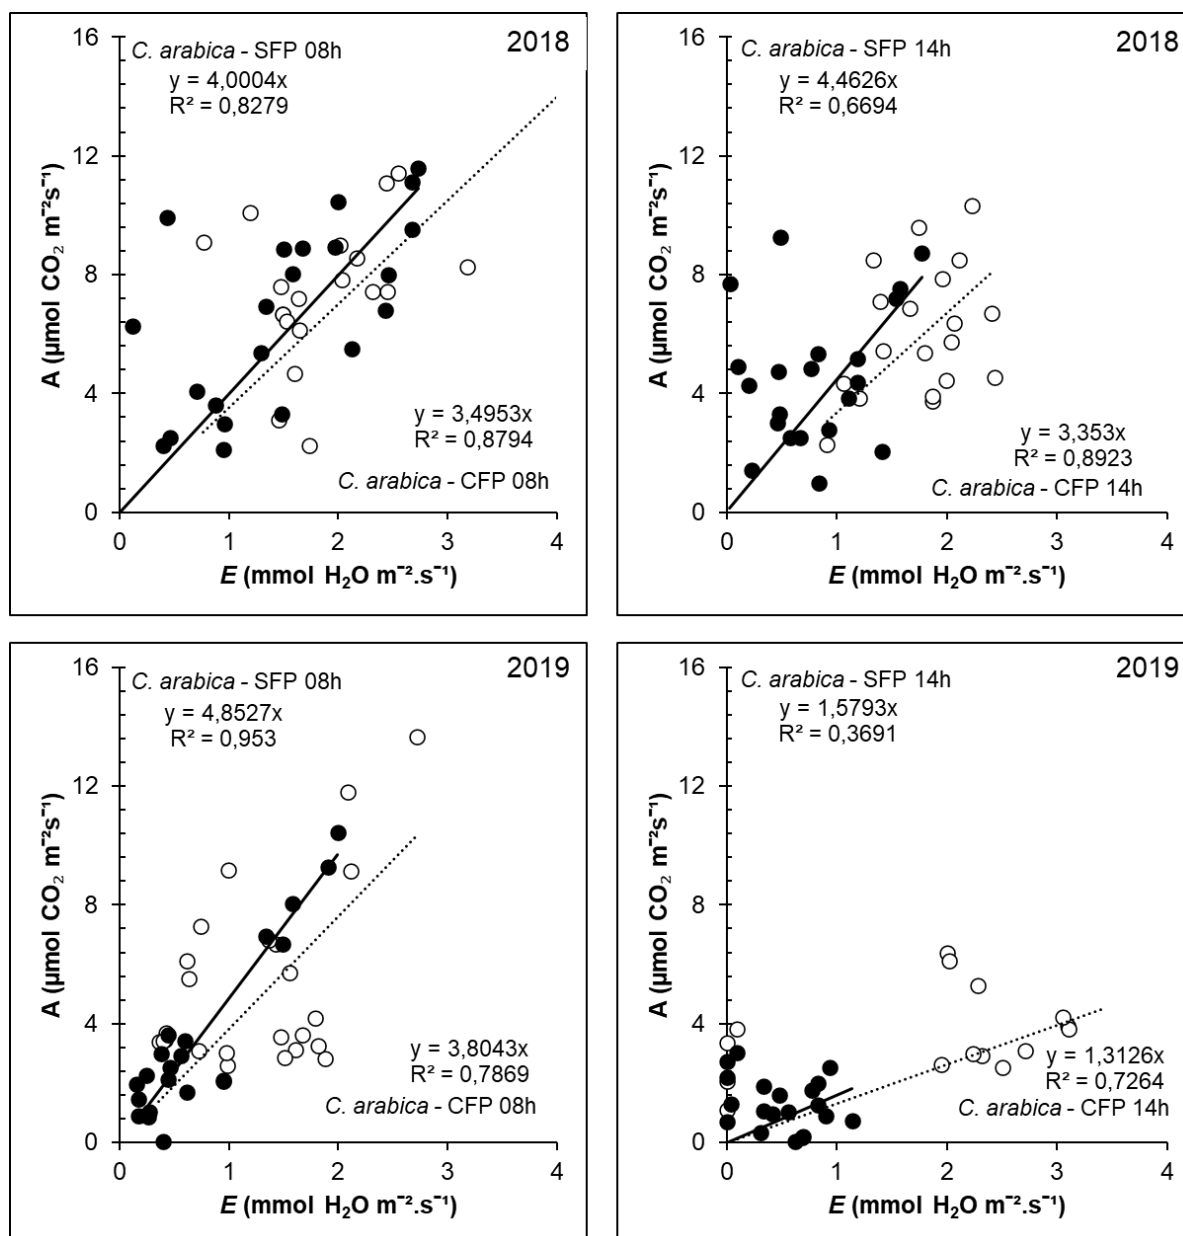 2018
C. arabica - SFP 08h
y = 4,0004x
R² = 0,8279
16
12
8
4
0
A (µmol CO₂ m⁻²s⁻¹)
y = 3,4953x
R² = 0,8794
C. arabica - CFP 08h
0 1 2 3 4
E (mmol H₂O m⁻².s⁻¹)
2018
C. arabica - SFP 14h
y = 4,4626x
R² = 0,6694
16
12
8
4
0
A (µmol CO₂ m⁻²s⁻¹)
y = 3,353x
R² = 0,8923
C. arabica - CFP 14h
0 1 2 3 4
E (mmol H₂O m⁻².s⁻¹)
2019
C. arabica - SFP 08h
y = 4,8527x
R² = 0,953
16
12
8
4
0
A (µmol CO₂ m⁻²s⁻¹)
y = 3,8043x
R² = 0,7869
C. arabica - CFP 08h
0 1 2 3 4
E (mmol H₂O m⁻².s⁻¹)
2019
C. arabica - SFP 14h
y = 1,5793x
R² = 0,3691
16
12
8
4
0
A (µmol CO₂ m⁻²s⁻¹)
y = 1,3126x
R² = 0,7264
C. arabica - CFP 14h
0 1 2 3 4
E (mmol H₂O m⁻².s⁻¹)